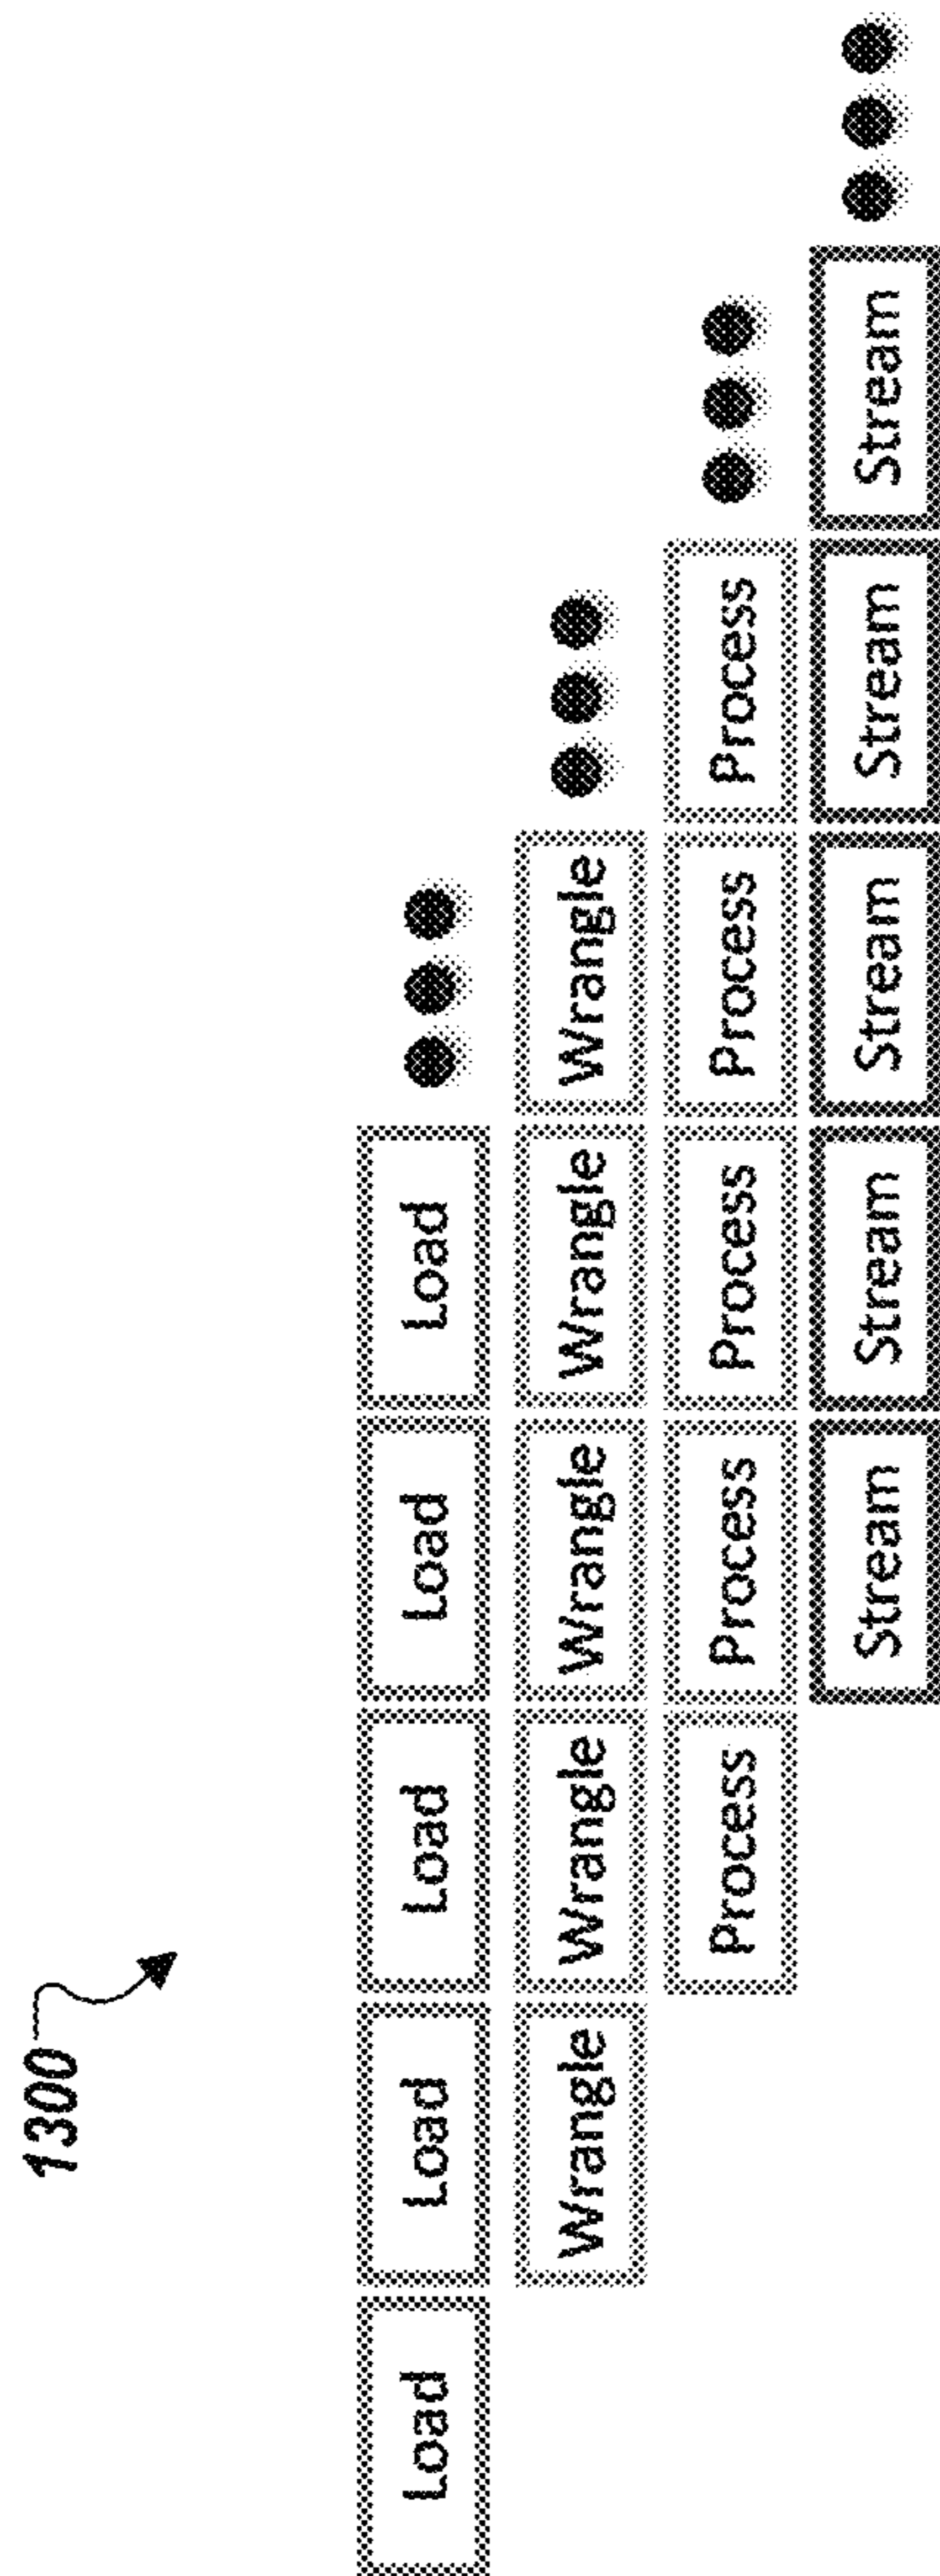 1300
Load Load Load Load Load
Wrangle Wrangle Wrangle Wrangle Wrangle
Process Process Process Process Process
Stream Stream Stream Stream Stream